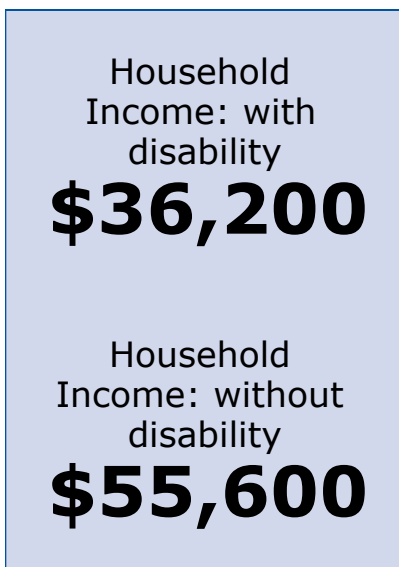 Household
Income: with
disability
$36,200
Household
Income: without
disability
$55,600